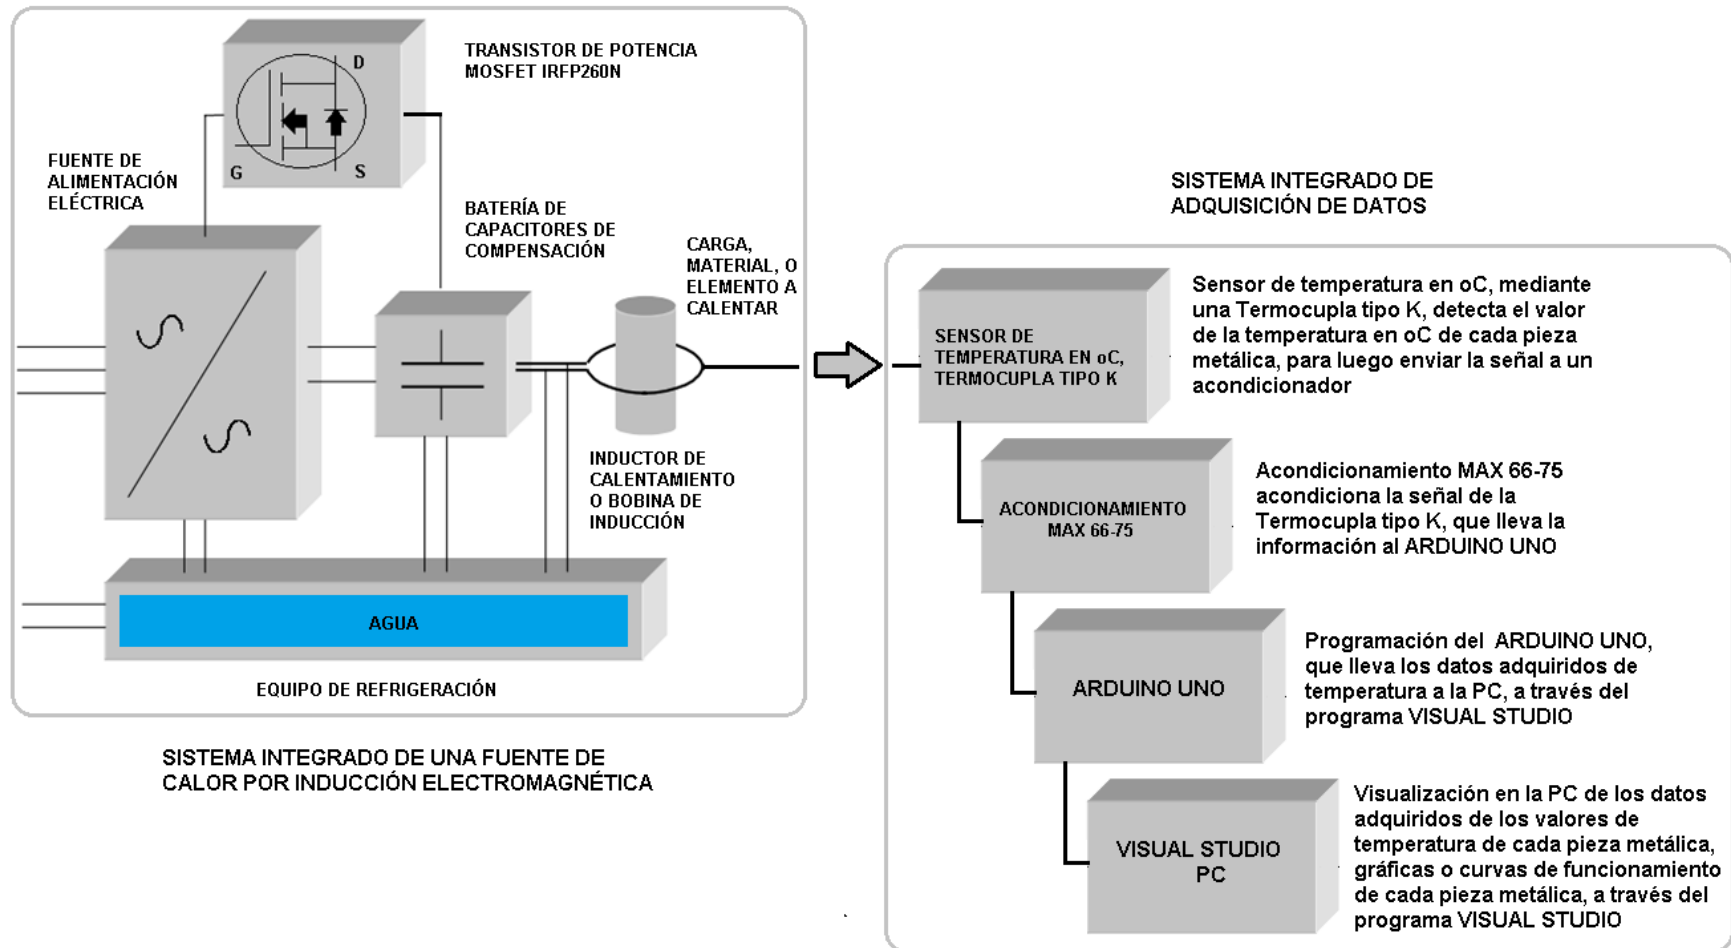 TRANSISTOR DE POTENCIA
MOSFET IRFP260N
D
G
S
FUENTE DE
ALIMENTACIÓN
ELÉCTRICA
BATERÍA DE
CAPACITORES DE
COMPENSACIÓN
CARGA,
MATERIAL, O
ELEMENTO A
CALENTAR
INDUCTOR DE
CALENTAMIENTO
O BOBINA DE
INDUCCIÓN
AGUA
EQUIPO DE REFRIGERACIÓN
SISTEMA INTEGRADO DE UNA FUENTE DE
CALOR POR INDUCCIÓN ELECTROMAGNÉTICA
SISTEMA INTEGRADO DE
ADQUISICIÓN DE DATOS
SENSOR DE
TEMPERATURA EN oC,
TERMOCUPLA TIPO K
Sensor de temperatura en oC, mediante
una Termocupla tipo K, detecta el valor
de la temperatura en oC de cada pieza
metálica, para luego enviar la señal a un
acondicionador
ACONDICIONAMIENTO
MAX 66-75
Acondicionamiento MAX 66-75
acondiciona la señal de la
Termocupla tipo K, que lleva la
información al ARDUINO UNO
ARDUINO UNO
Programación del ARDUINO UNO,
que lleva los datos adquiridos de
temperatura a la PC, a través del
programa VISUAL STUDIO
VISUAL STUDIO
PC
Visualización en la PC de los datos
adquiridos de los valores de
temperatura de cada pieza metálica,
gráficas o curvas de funcionamiento
de cada pieza metálica, a través del
programa VISUAL STUDIO